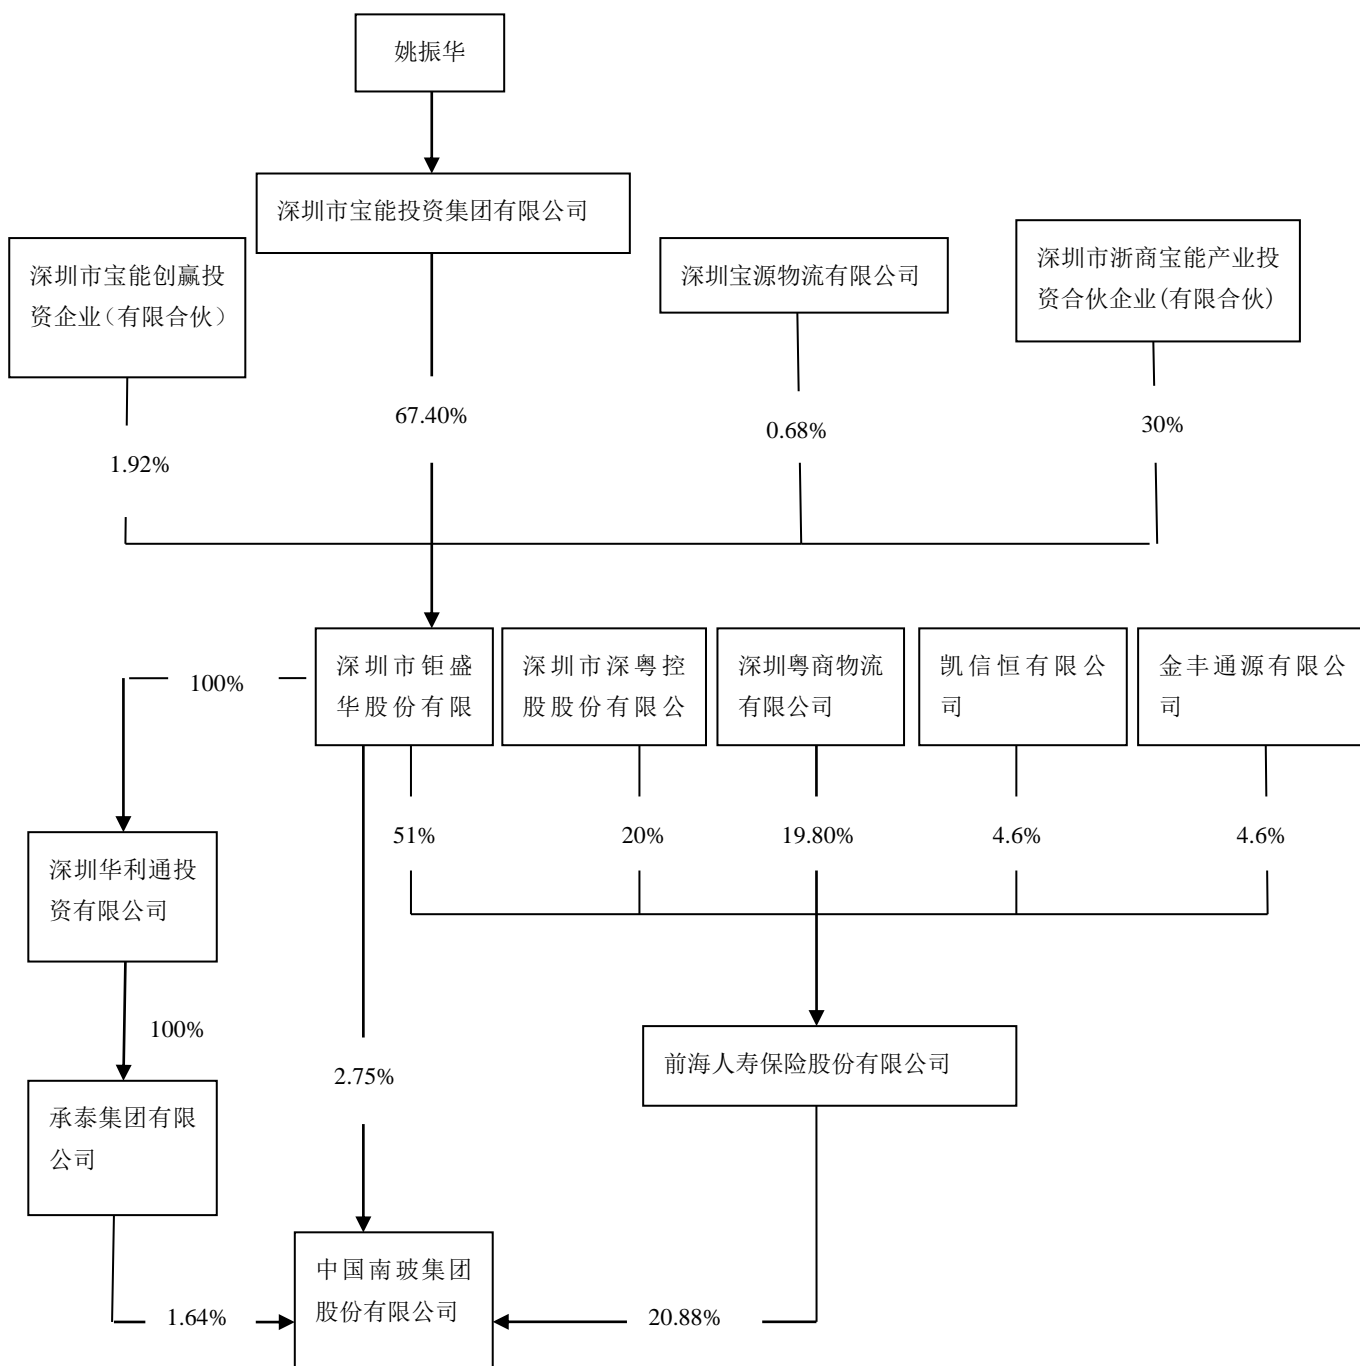 姚振华
深圳市宝能投资集团有限公司
深圳市宝能创赢投
资企业（有限合伙）
深圳宝源物流有限公司
深圳市浙商宝能产业投
资合伙企业(有限合伙)
67.40%
0.68%
30%
1.92%
深圳市钜盛
华股份有限
深圳市深粤控
股股份有限公
深圳粤商物流
有限公司
凯信恒有限公
司
金丰通源有限公
司
100%
51%
20%
19.80%
4.6%
4.6%
深圳华利通投
资有限公司
100%
前海人寿保险股份有限公司
2.75%
承泰集团有限
公司
中国南玻集团
股份有限公司
1.64%
20.88%